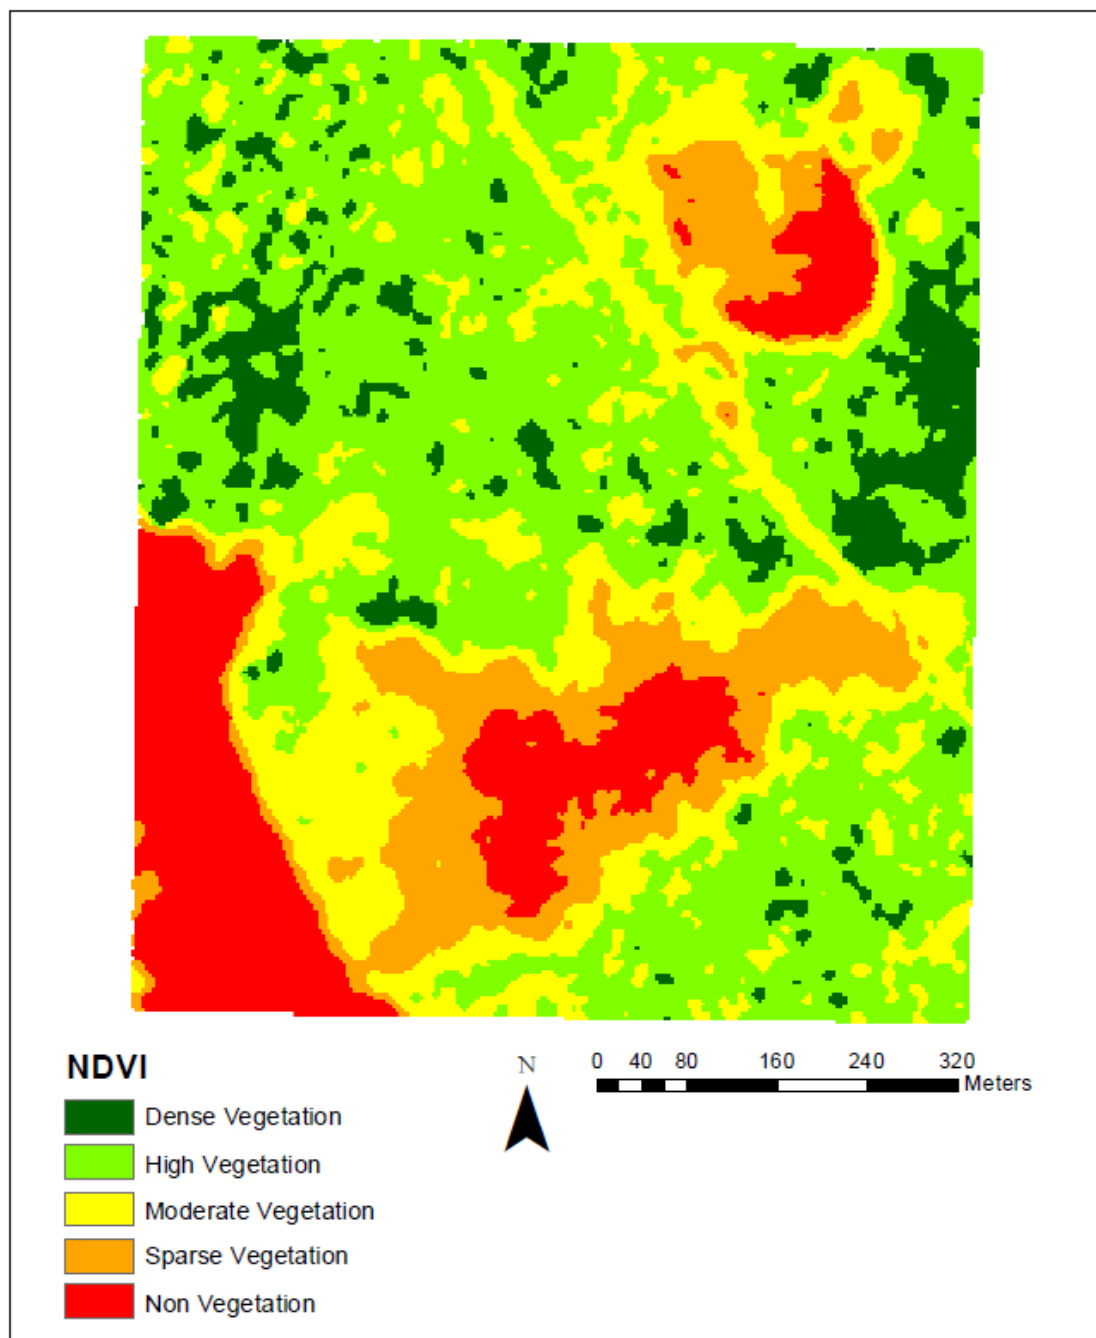 NDVI
Dense Vegetation
High Vegetation
Moderate Vegetation
Sparse Vegetation
Non Vegetation
N
0 40 80 160 240 320
Meters